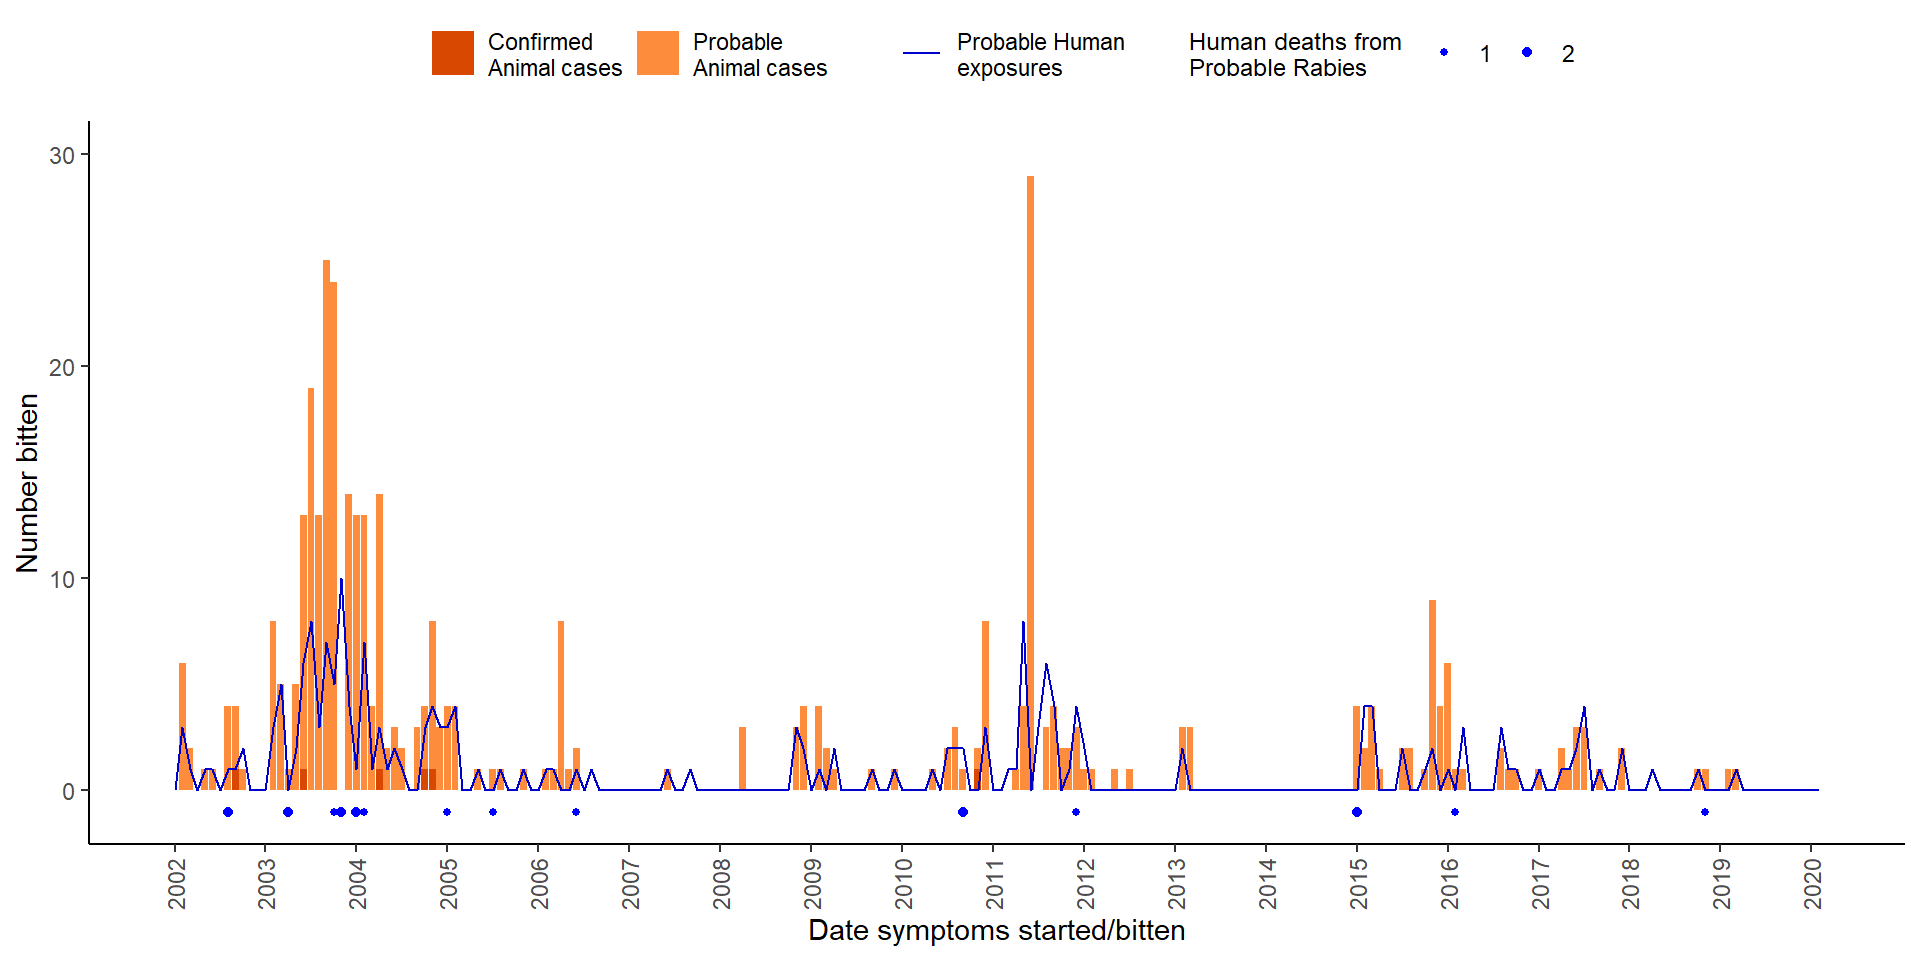 Confirmed
Animal cases
Probable
Animal cases
Probable Human
exposures
Human deaths from
Probable Rabies
1
2
30
20
10
0
Number bitten
2002
2003
2004
2005
2006
2007
2008
2009
2010
2011
2012
2013
2014
2015
2016
2017
2018
2019
2020
Date symptoms started/bitten